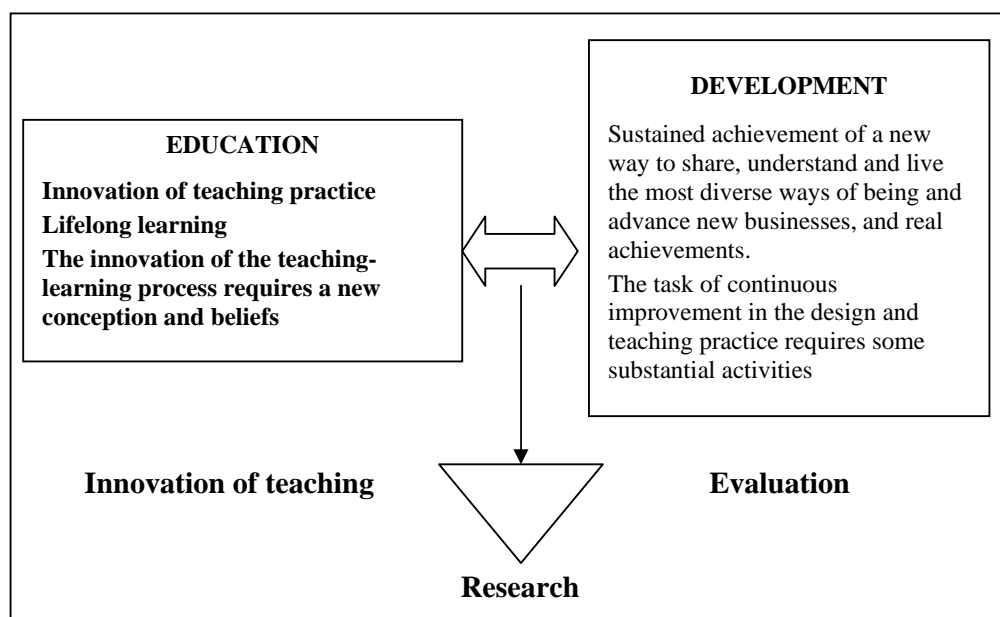 EDUCATION
Innovation of teaching practice
Lifelong learning
The innovation of the teaching-
learning process requires a new
conception and beliefs
DEVELOPMENT
Sustained achievement of a new
way to share, understand and live
the most diverse ways of being and
advance new businesses, and real
achievements.
The task of continuous
improvement in the design and
teaching practice requires some
substantial activities
Innovation of teaching
Evaluation
Research